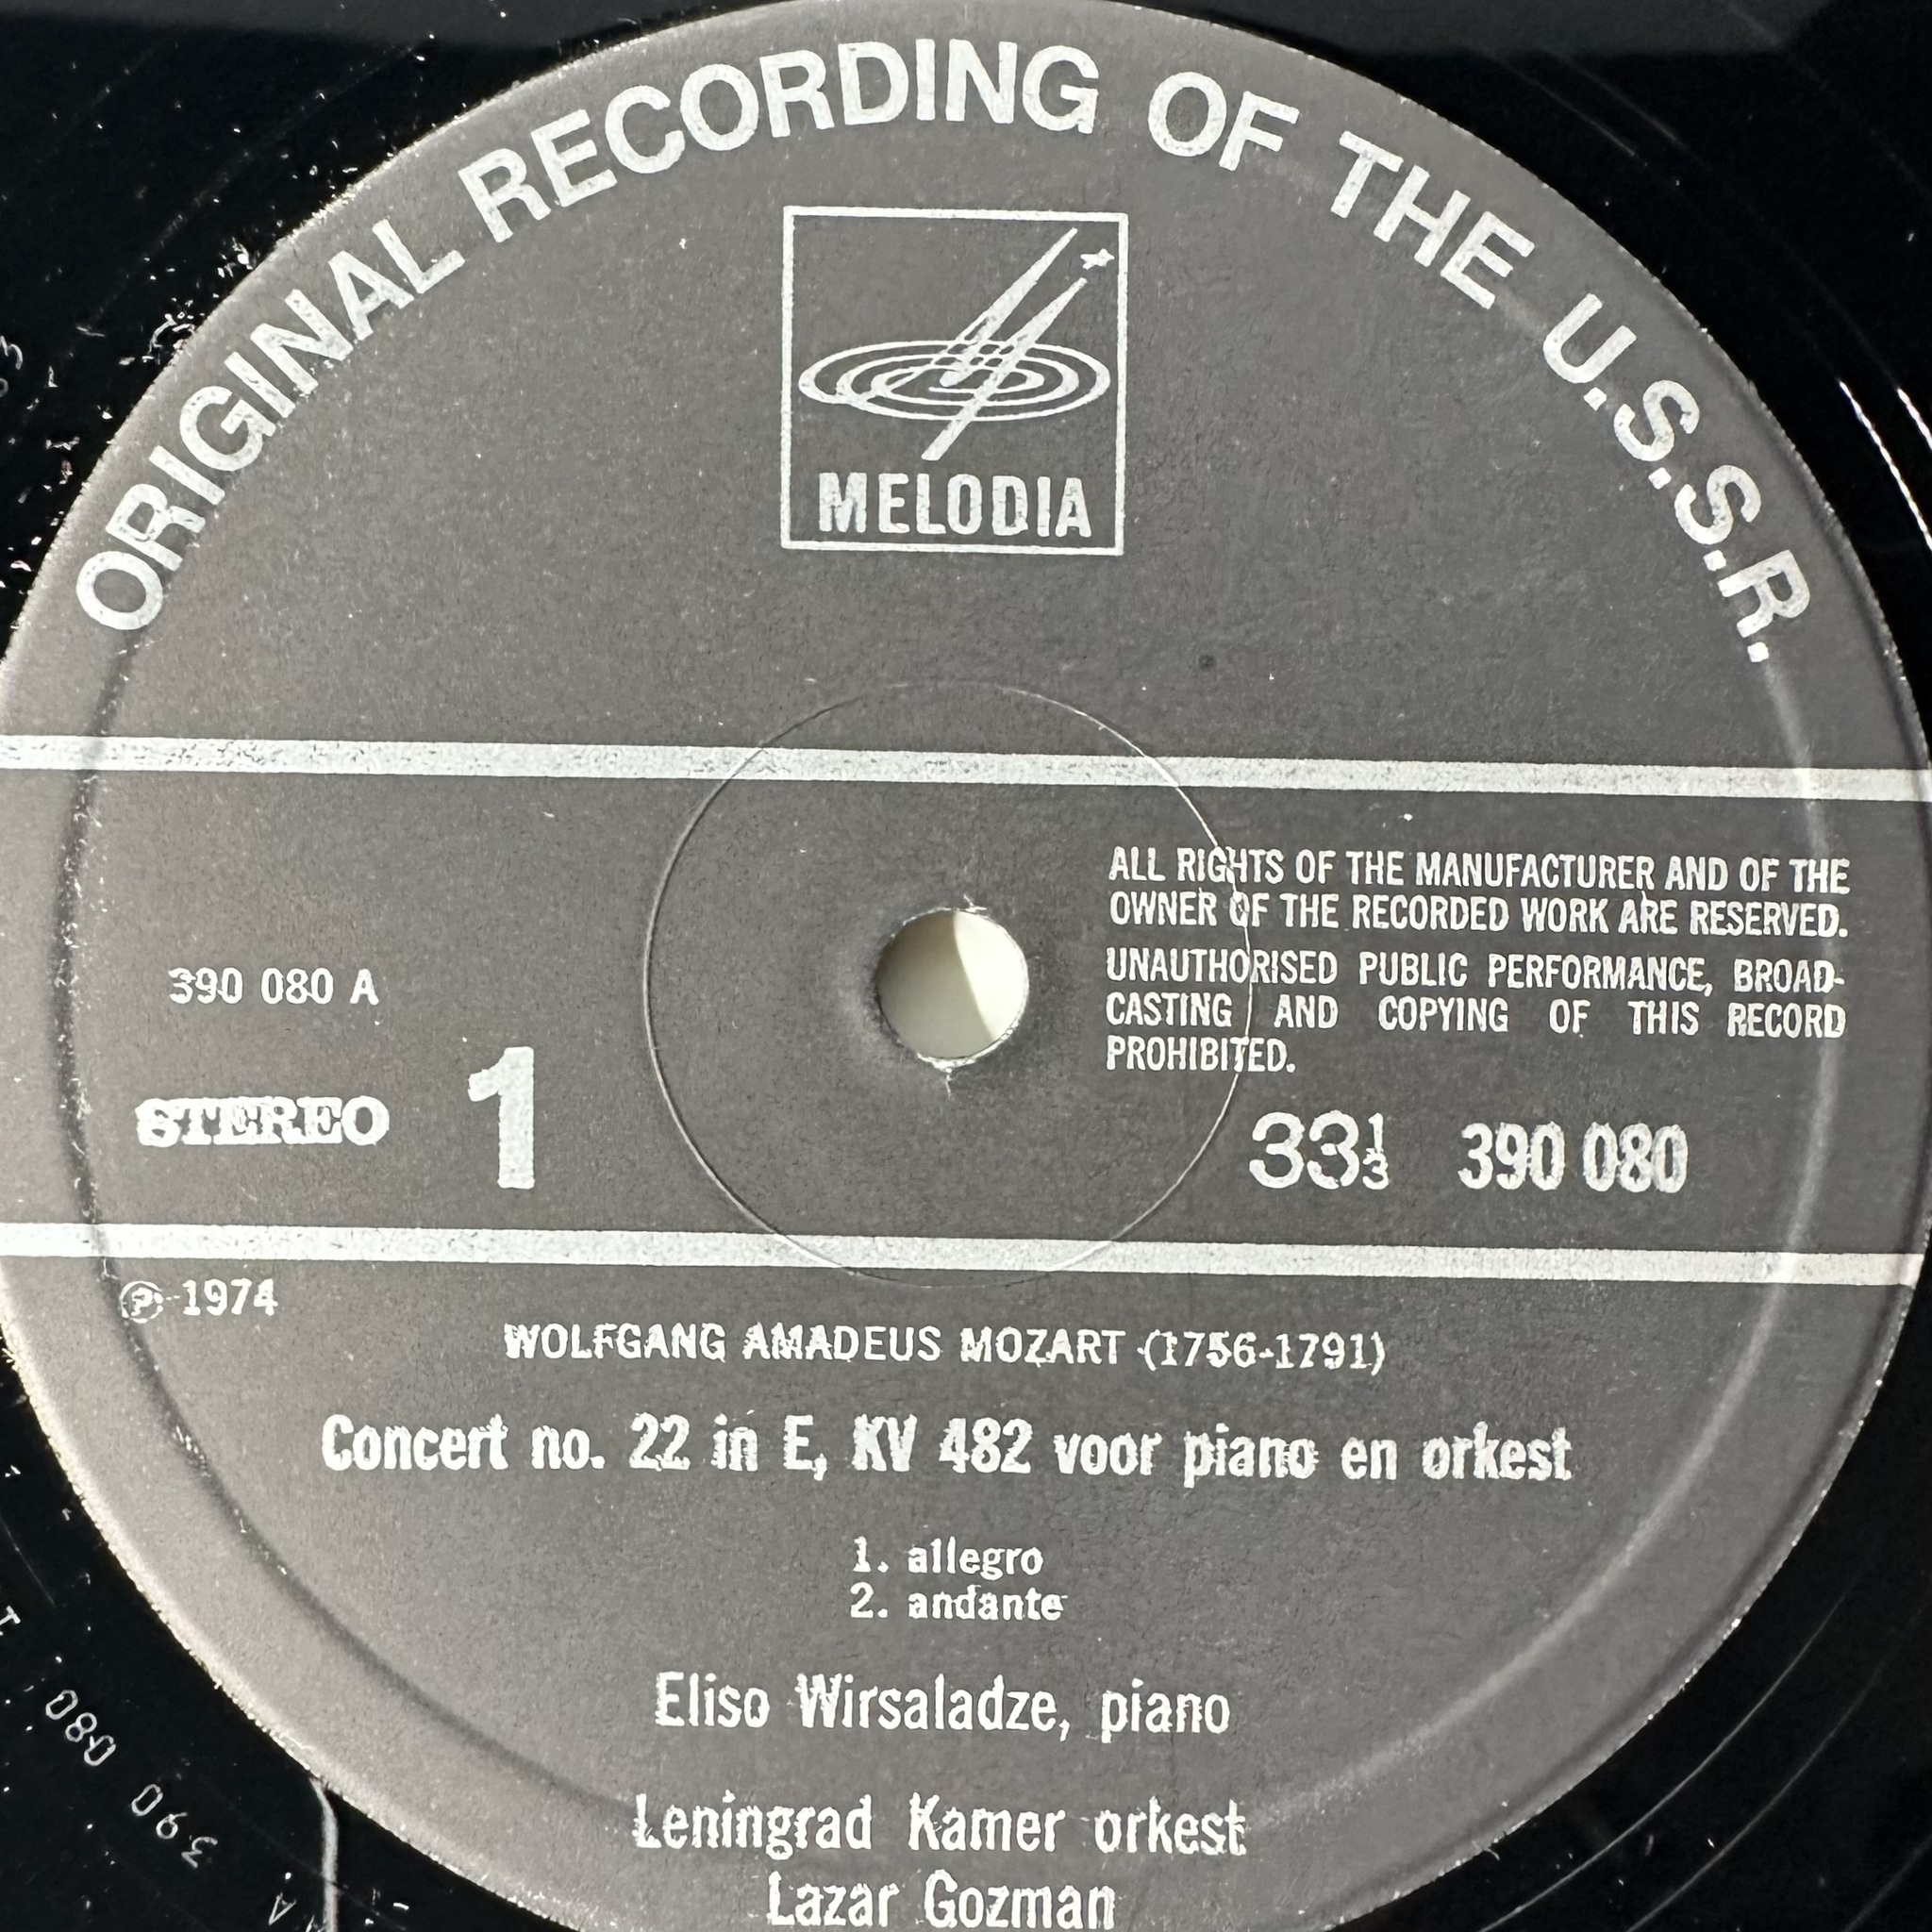 ORIGINAL RECORDING OF THE U.S.S.R.
MELODIA
ALL RIGHTS OF THE MANUFACTURER AND OF THE
OWNER OF THE RECORDED WORK ARE RESERVED.
UNAUTHORISED PUBLIC PERFORMANCE, BROAD-
CASTING AND COPYING OF THIS RECORD
PROHIBITED.
390 080 A
STEREO 1
33⅓ 390 080
℗ 1974
WOLFGANG AMADEUS MOZART (1756-1791)
Concert no. 22 in E, KV 482 voor piano en orkest
1. allegro
2. andante
Eliso Wirsaladze, piano
Leningrad Kamer orkest
Lazar Gozman
390 080